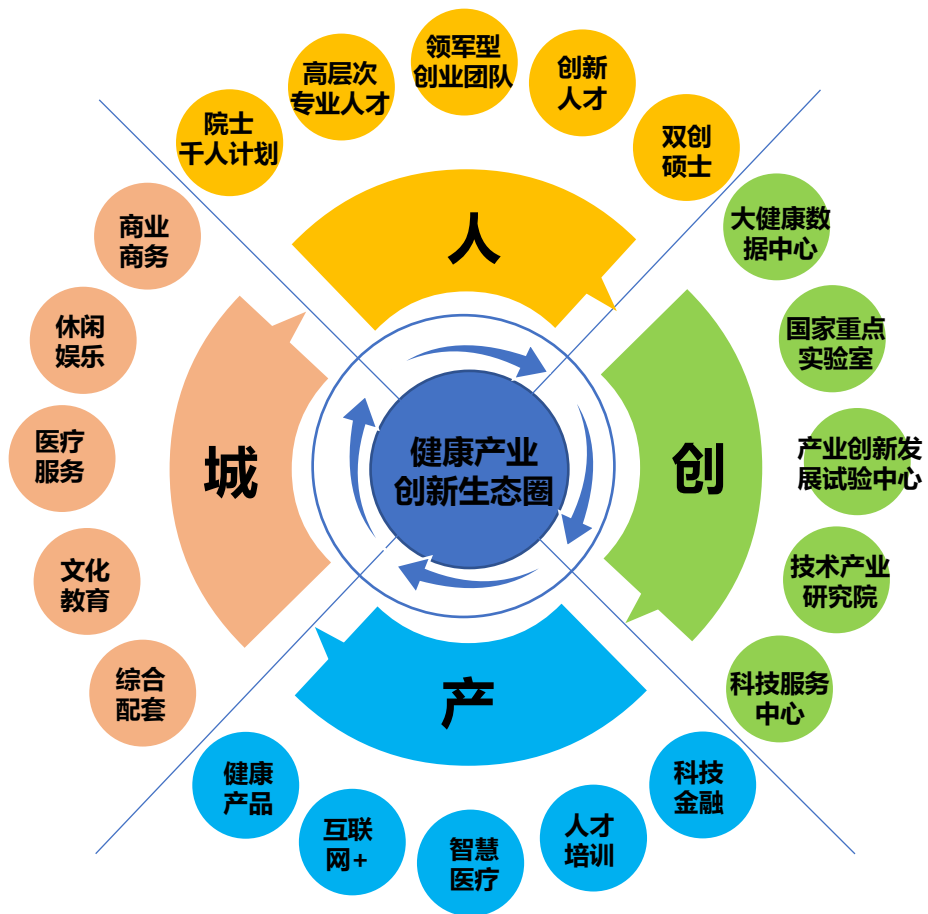 领军型
创业团队
高层次
专业人才
创新
人才
院士
千人计划
双创
硕士
人
商业
商务
大健康数
据中心
休闲
娱乐
国家重点
实验室
医疗
服务
城
健康产业
创新生态圈
创
产业创新发
展试验中心
文化
教育
技术产业
研究院
综合
配套
产
科技服务
中心
健康
产品
互联
网+
智慧
医疗
人才
培训
科技
金融